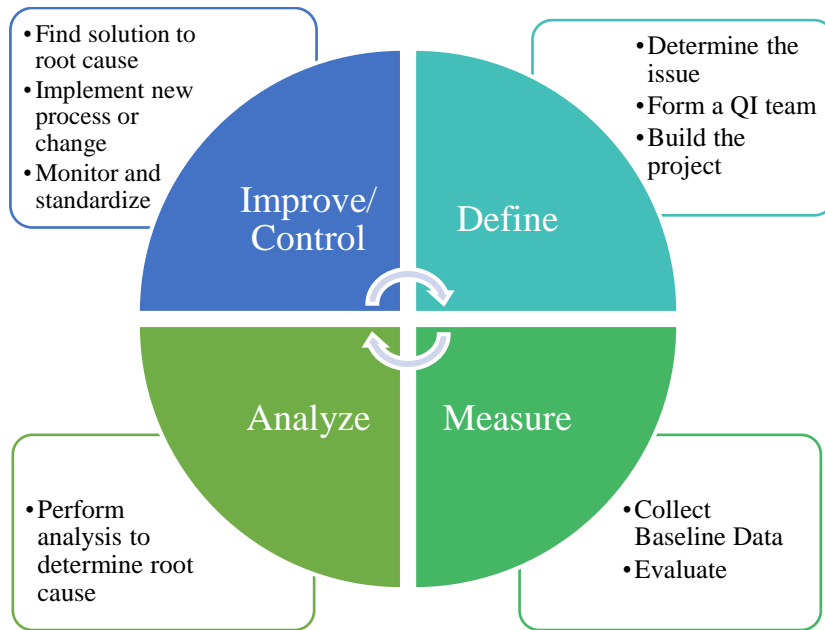 •Find solution to
root cause
•Implement new
process or
change
•Monitor and
standardize
•Determine the
issue
•Form a QI team
•Build the
project
Improve/
Control
Define
Analyze
Measure
•Perform
analysis to
determine root
cause
•Collect
Baseline Data
•Evaluate